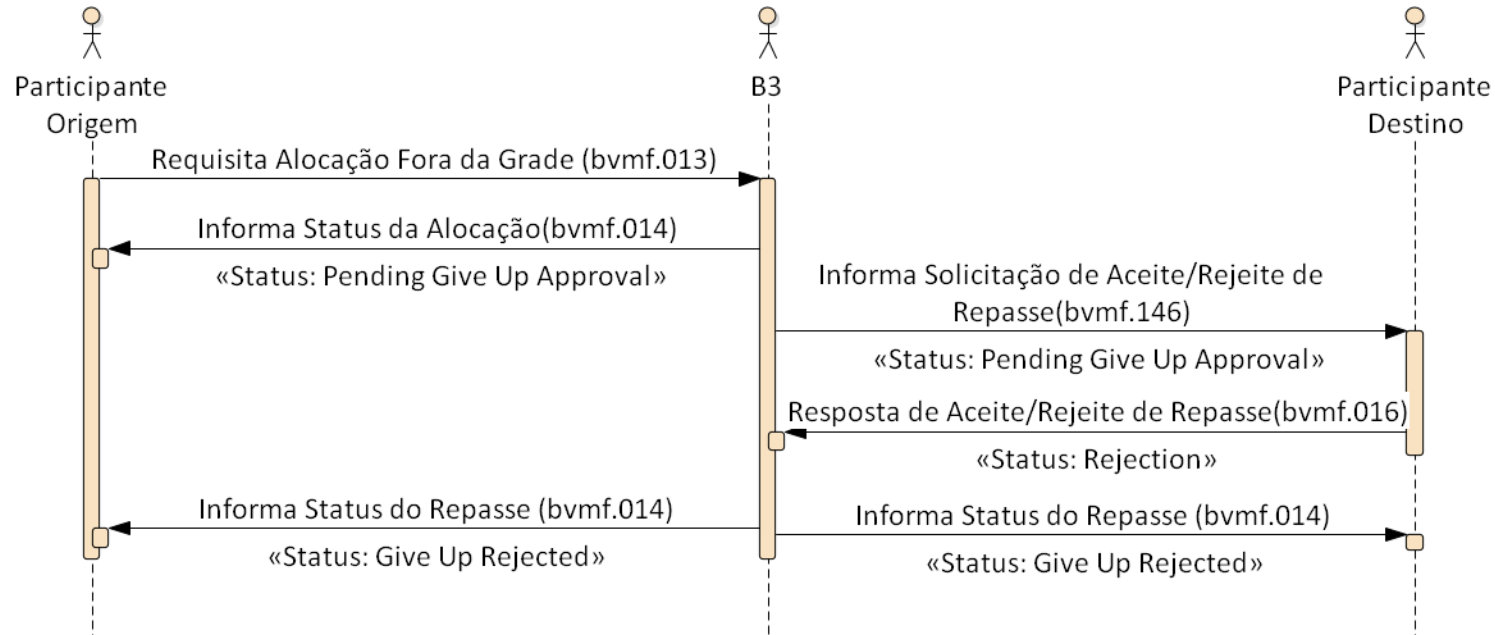 Participante
Origem
B3
Participante
Destino
Requisita Alocação Fora da Grade (bvmf.013)
Informa Status da Alocação(bvmf.014)
«Status: Pending Give Up Approval»
Informa Solicitação de Aceite/Rejeite de
Repasse(bvmf.146)
«Status: Pending Give Up Approval»
Resposta de Aceite/Rejeite de Repasse(bvmf.016)
«Status: Rejection»
Informa Status do Repasse (bvmf.014)
«Status: Give Up Rejected»
Informa Status do Repasse (bvmf.014)
«Status: Give Up Rejected»